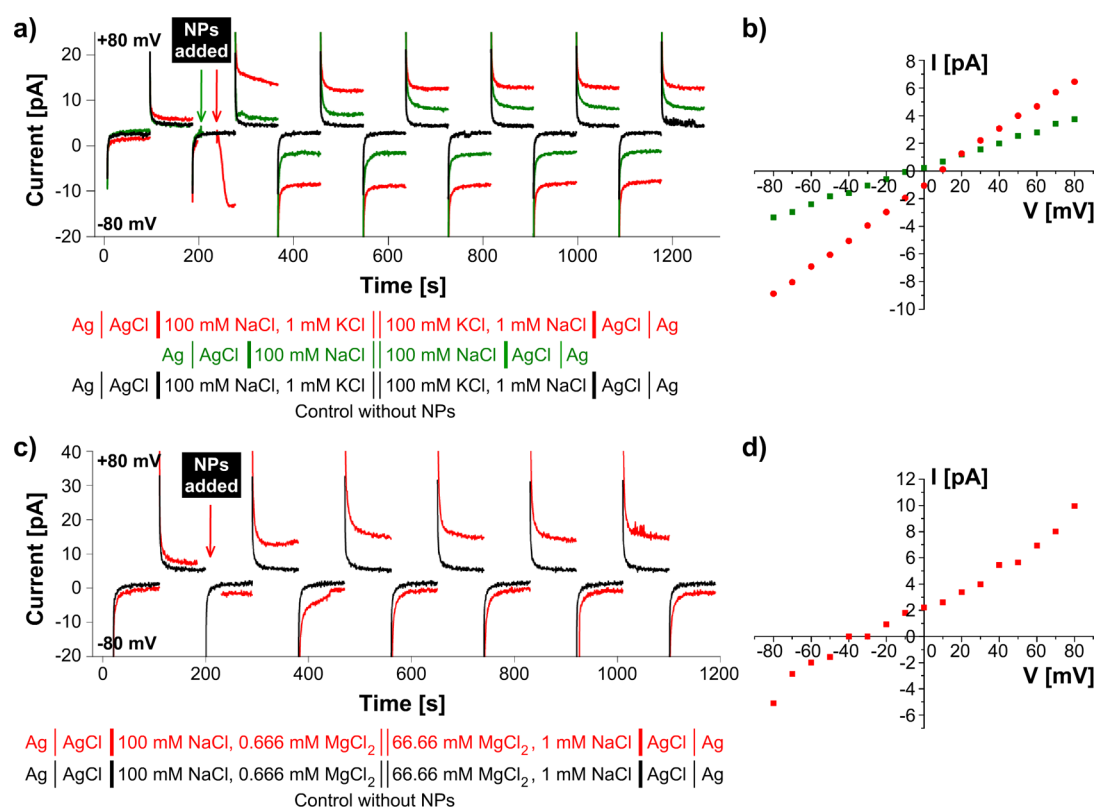 a)
+80 mV
NPs
added
20
10
0
-10
-20
Current [pA]
-80 mV
0 200 400 600 800 1000 1200
Time [s]
Ag | AgCl | 100 mM NaCl, 1 mM KCl || 100 mM KCl, 1 mM NaCl | AgCl | Ag
Ag | AgCl | 100 mM NaCl || 100 mM NaCl | AgCl | Ag
Ag | AgCl | 100 mM NaCl, 1 mM KCl || 100 mM KCl, 1 mM NaCl | AgCl | Ag
Control without NPs
b)
I [pA]
8
6
4
2
0
-2
-4
-6
-8
-10
-80 -60 -40 -20 0 20 40 60 80
V [mV]
c)
+80 mV
NPs
added
40
30
20
10
0
-10
-20
Current [pA]
-80 mV
0 200 400 600 800 1000 1200
Time [s]
Ag | AgCl | 100 mM NaCl, 0.666 mM MgCl2 || 66.66 mM MgCl2, 1 mM NaCl | AgCl | Ag
Ag | AgCl | 100 mM NaCl, 0.666 mM MgCl2 || 66.66 mM MgCl2, 1 mM NaCl | AgCl | Ag
Control without NPs
d)
I [pA]
12
10
8
6
4
2
0
-2
-4
-6
-80 -60 -40 -20 0 20 40 60 80
V [mV]